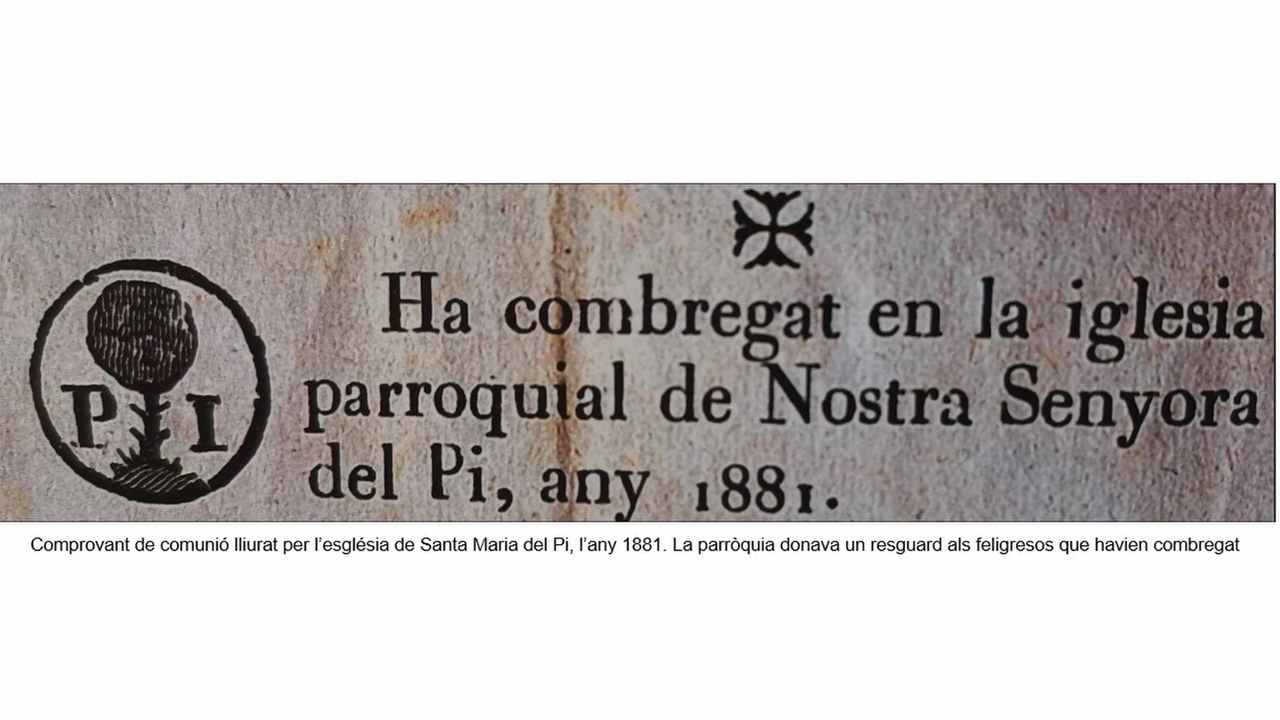 P I
Ha combregat en la iglesia
parroquial de Nostra Senyora
del Pi, any 1881.
Comprovant de comunió lliurat per l’església de Santa Maria del Pi, l’any 1881. La parròquia donava un resguard als feligresos que havien combregat